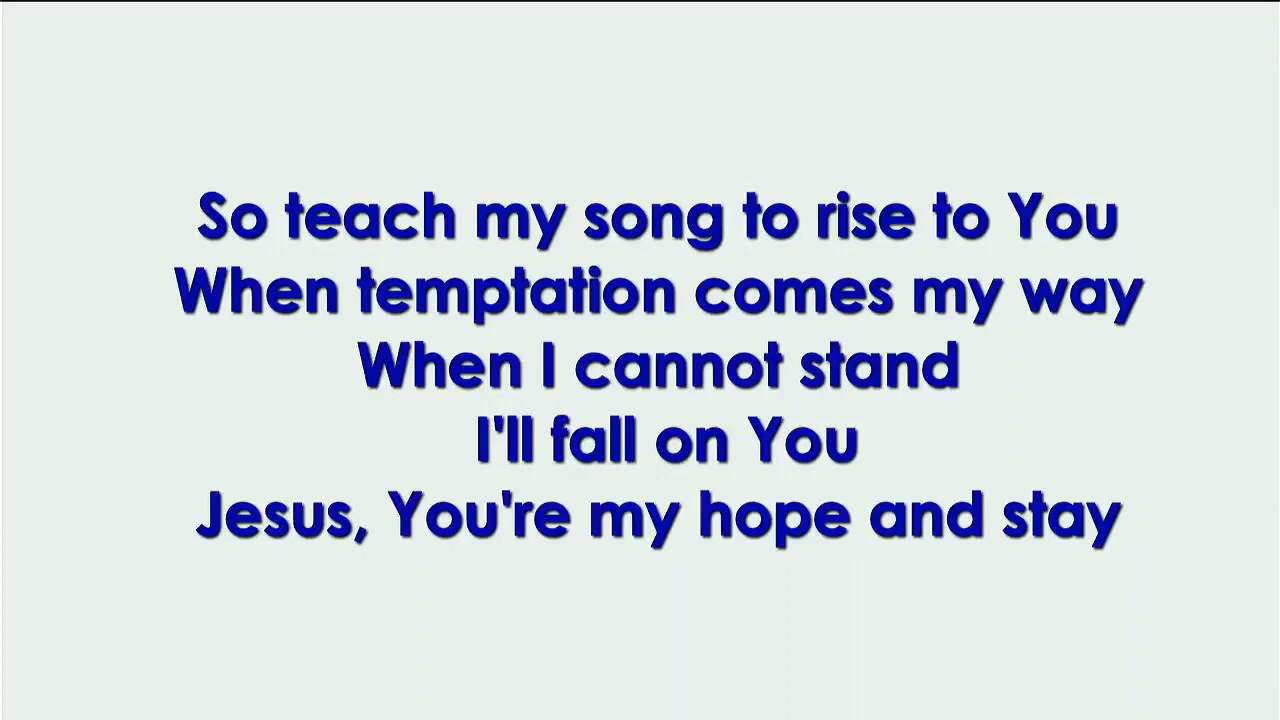 So teach my song to rise to You
When temptation comes my way
When I cannot stand
I'll fall on You
Jesus, You're my hope and stay